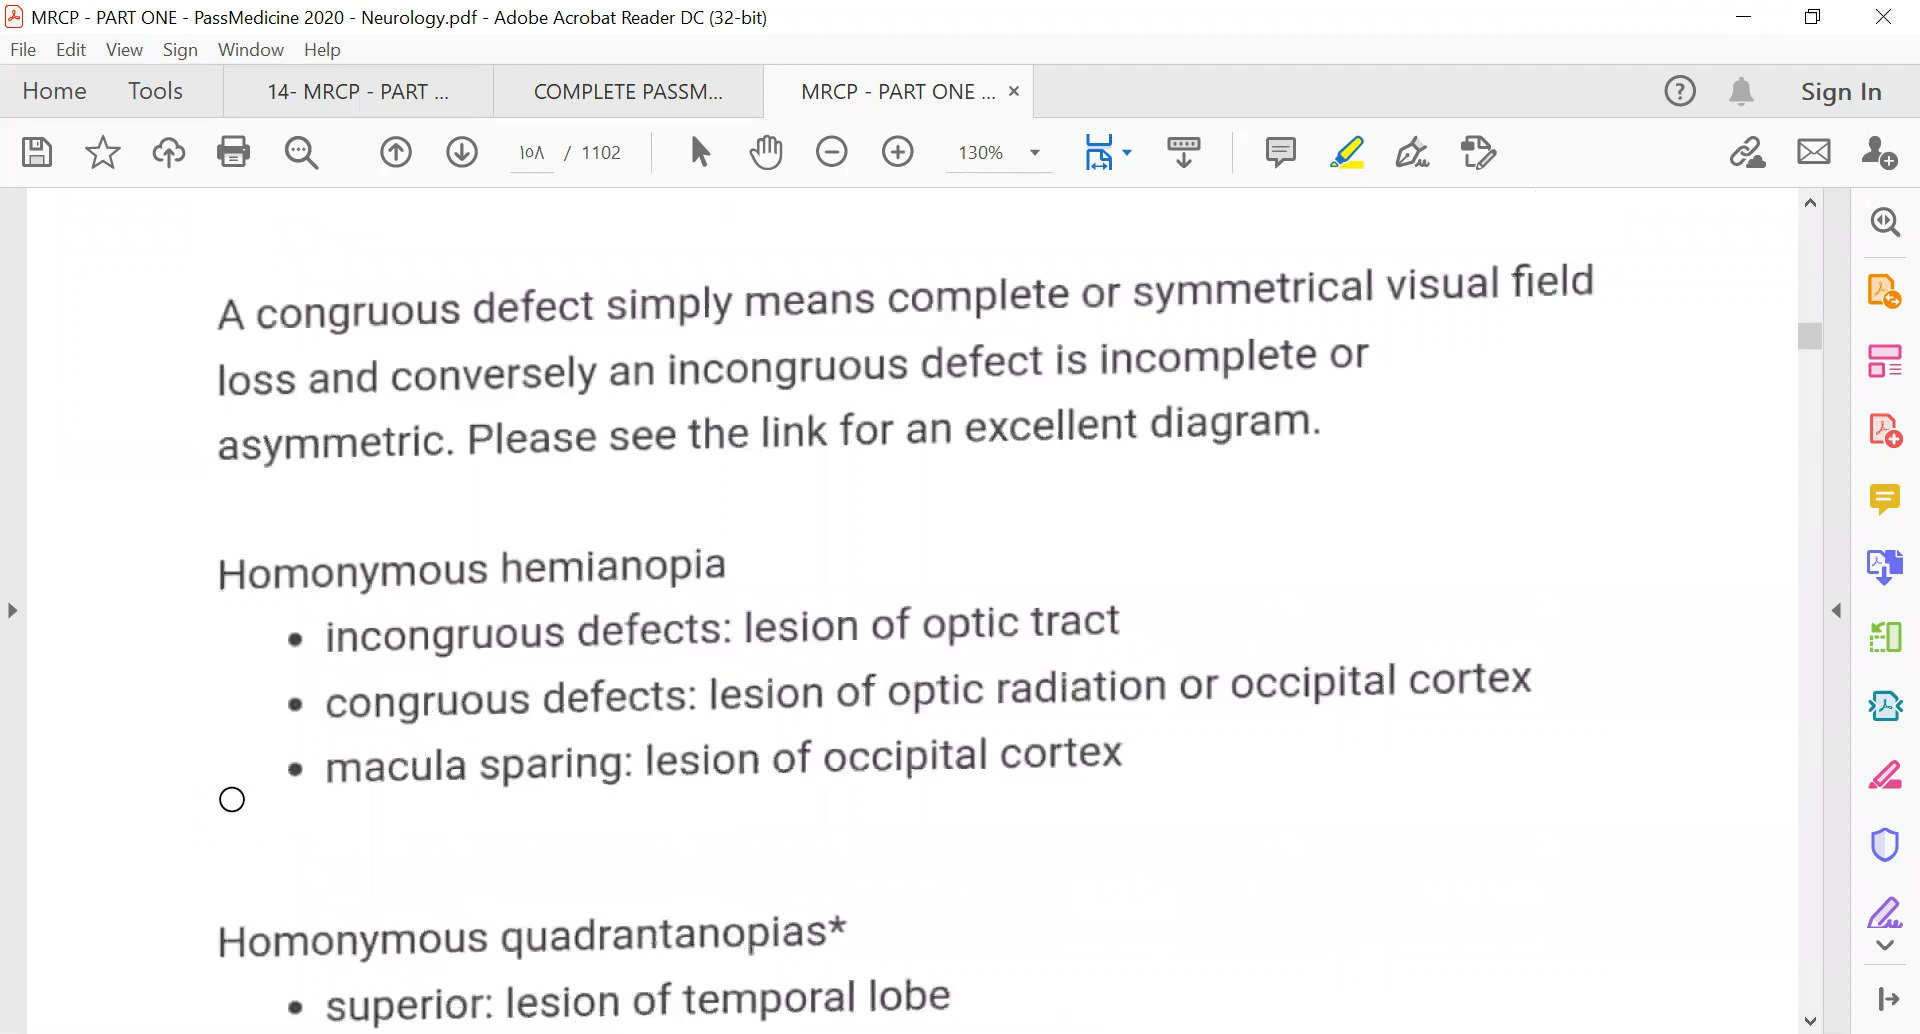 MRCP - PART ONE - PassMedicine 2020 - Neurology.pdf - Adobe Acrobat Reader DC (32-bit)
File Edit View Sign Window Help
Home Tools 14- MRCP - PART ... COMPLETE PASSM... MRCP - PART ONE ... × Sign In
١٥٨ / 1102 130%
A congruous defect simply means complete or symmetrical visual field
loss and conversely an incongruous defect is incomplete or
asymmetric. Please see the link for an excellent diagram.
Homonymous hemianopia
• incongruous defects: lesion of optic tract
• congruous defects: lesion of optic radiation or occipital cortex
• macula sparing: lesion of occipital cortex
Homonymous quadrantanopias*
• superior: lesion of temporal lobe